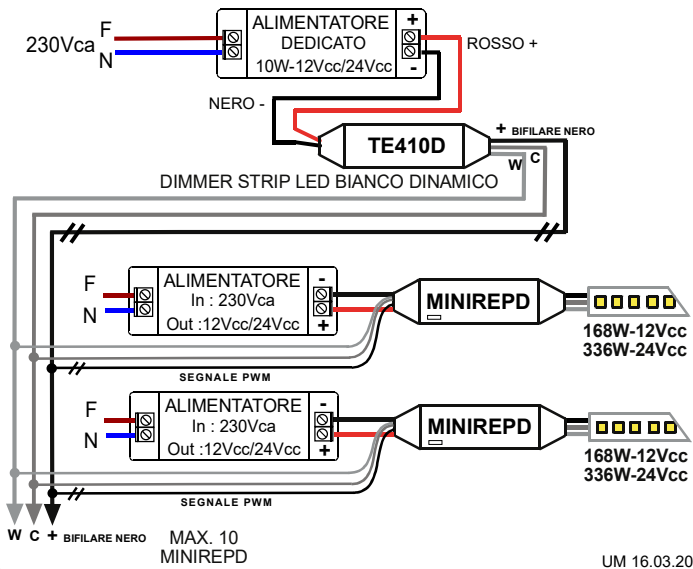 230Vca
F
N
ALIMENTATORE
DEDICATO
10W-12Vcc/24Vcc
+
-
ROSSO +
NERO -
TE410D
+ BIFILARE NERO
W
C
DIMMER STRIP LED BIANCO DINAMICO
F
N
ALIMENTATORE
In : 230Vca
Out :12Vcc/24Vcc
-
+
MINIREPD
168W-12Vcc
336W-24Vcc
SEGNALE PWM
F
N
ALIMENTATORE
In : 230Vca
Out :12Vcc/24Vcc
-
+
MINIREPD
168W-12Vcc
336W-24Vcc
SEGNALE PWM
W C + BIFILARE NERO
MAX. 10
MINIREPD
UM 16.03.20